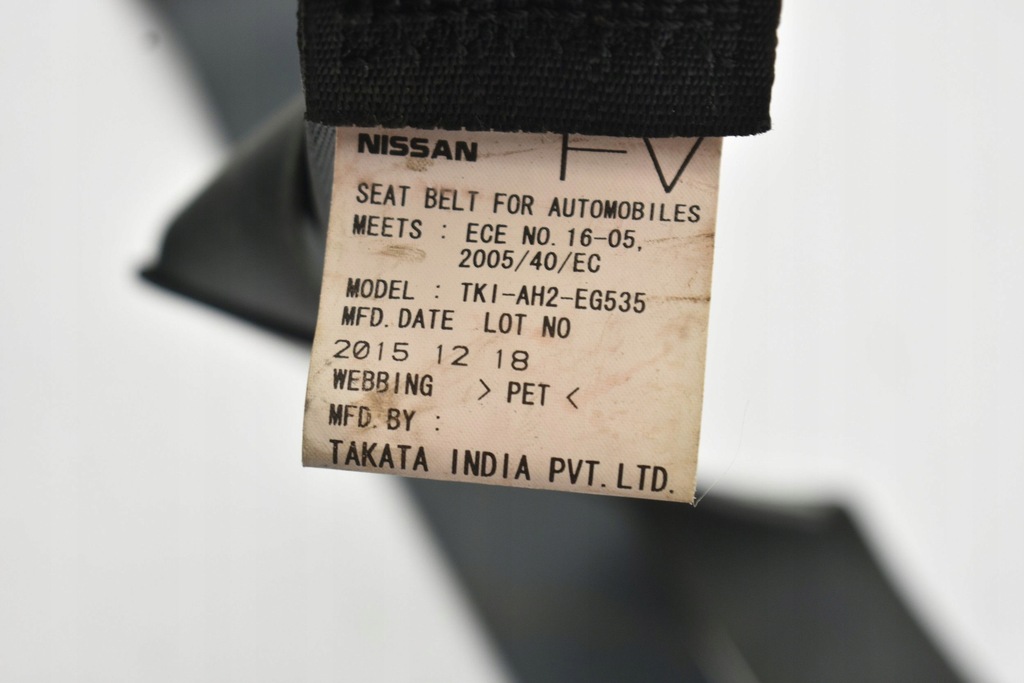 NISSAN FV
SEAT BELT FOR AUTOMOBILES
MEETS : ECE NO. 16-05,
2005/40/EC
MODEL : TKI-AH2-EG535
MFD. DATE LOT NO
2015 12 18
WEBBING > PET <
MFD. BY :
TAKATA INDIA PVT. LTD.